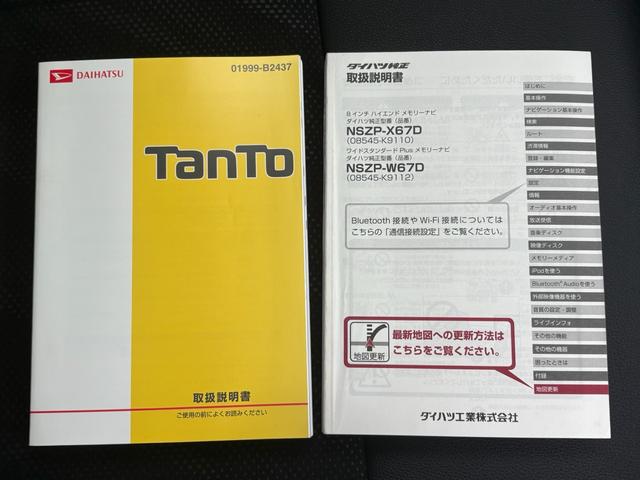 DAIHATSU
01999-B2437
TanTo
取扱説明書
ご使用の前によくお読みください
ダイハツ純正
取扱説明書
8インチ ハイエンド メモリーナビ
ダイハツ純正型番（品番）
NSZP-X67D
(08545-K9110)
ワイドスタンダード Plus メモリーナビ
ダイハツ純正型番（品番）
NSZP-W67D
(08545-K9112)
Bluetooth 接続や Wi-Fi 接続については
こちらの「通信接続設定」をご覧ください。
地図更新
最新地図への更新方法は
こちらをご覧ください。
ダイハツ工業株式会社
はじめに
基本操作
ナビゲーション基本操作
検索
ルート
渋滞情報
登録・編集
ナビゲーション機能設定
設定
情報
オーディオ基本操作
放送受信
音楽ディスク
映像ディスク
メモリーメディア
iPodを使う
Bluetooth® Audioを使う
外部映像機器を使う
音質の設定・調整
ライブインフォ
その他の機能
その他の機器
困ったときは
付録
地図更新